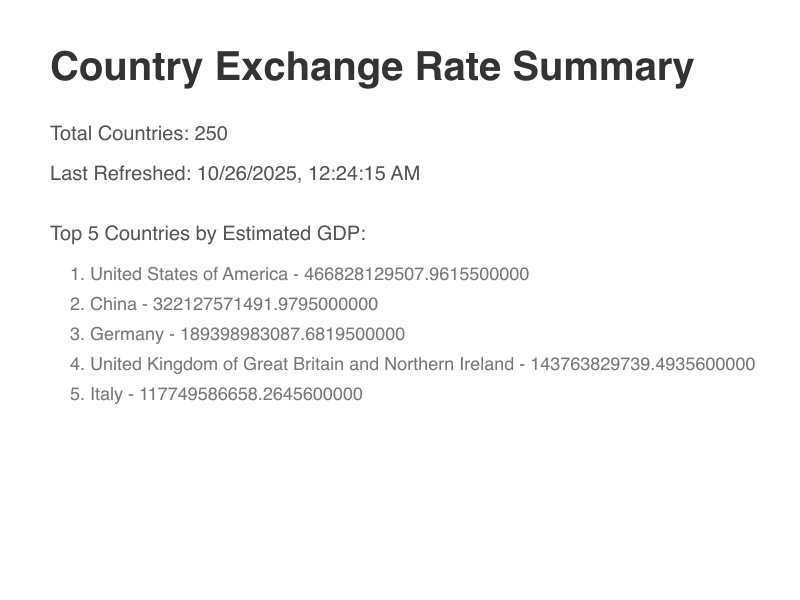 Country Exchange Rate Summary
Total Countries: 250
Last Refreshed: 10/26/2025, 12:24:15 AM
Top 5 Countries by Estimated GDP:
1. United States of America - 466828129507.9615500000
2. China - 322127571491.9795000000
3. Germany - 189398983087.6819500000
4. United Kingdom of Great Britain and Northern Ireland - 143763829739.4935600000
5. Italy - 117749586658.2645600000